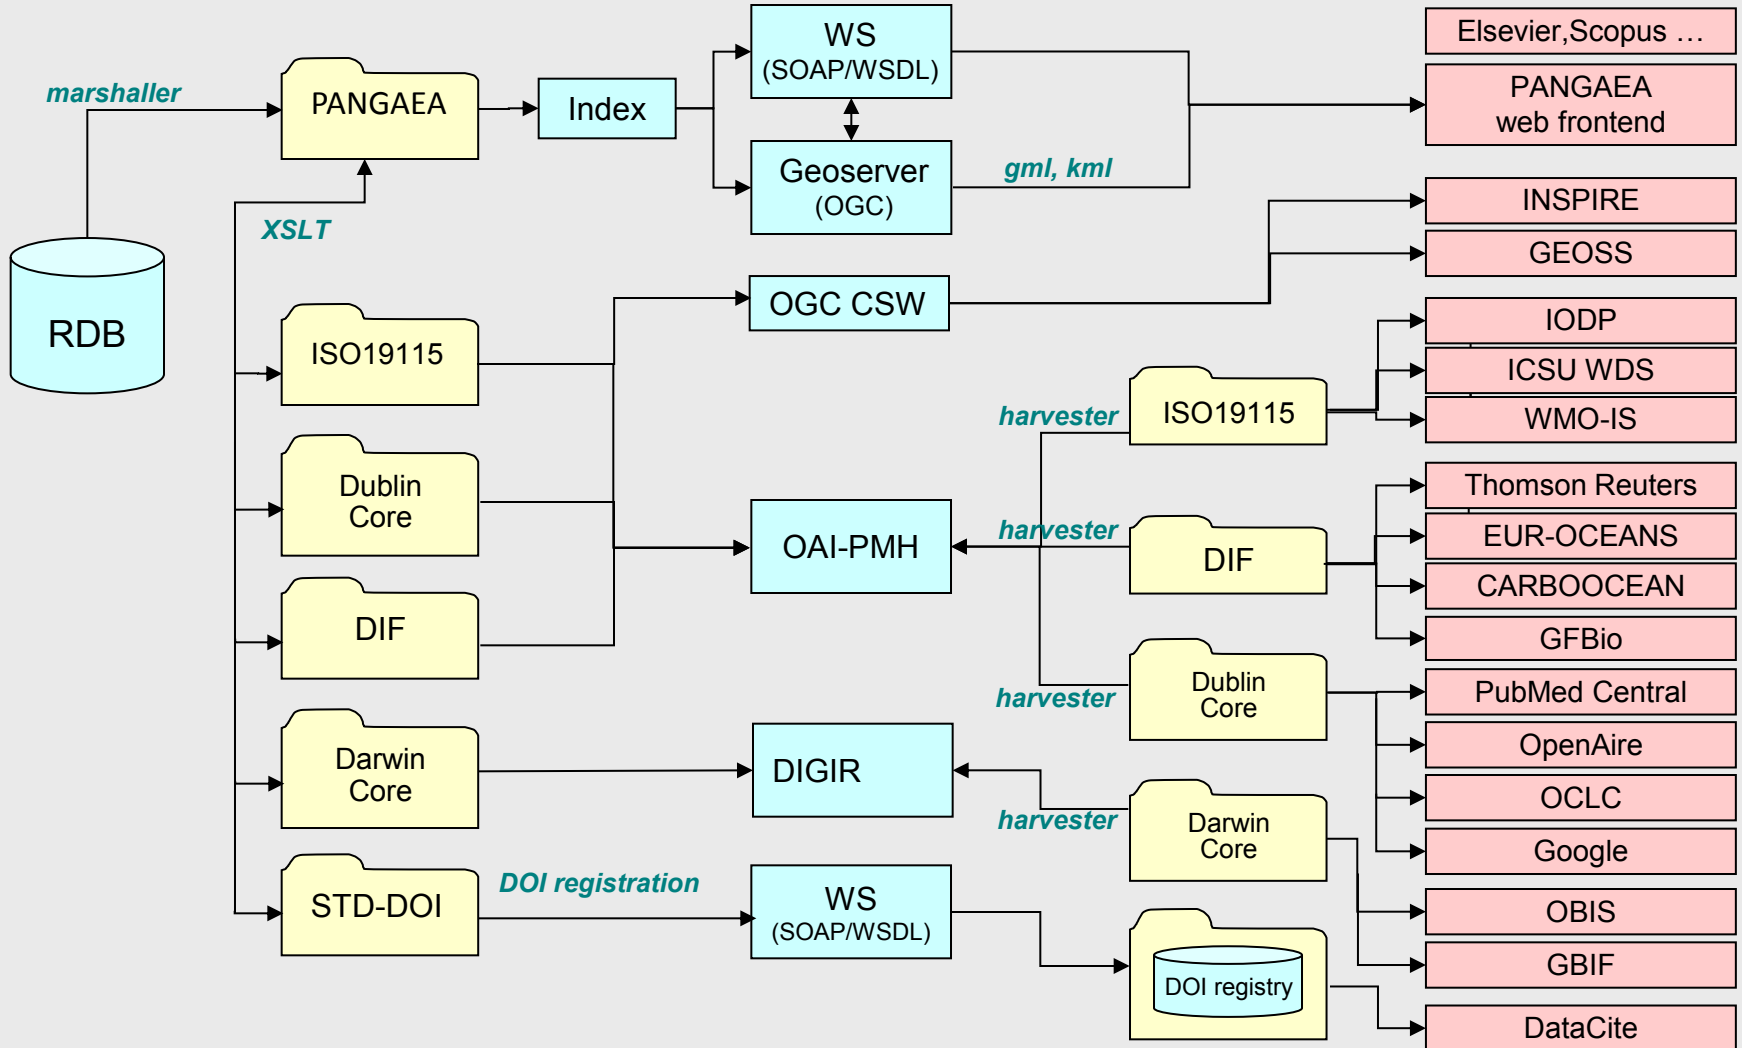 marshaller
RDB
PANGAEA
XSLT
ISO19115
Dublin
Core
DIF
Darwin
Core
STD-DOI
DOI registration
Index
WS
(SOAP/WSDL)
Geoserver
(OGC)
gml, kml
OGC CSW
OAI-PMH
DIGIR
WS
(SOAP/WSDL)
harvester
ISO19115
harvester
DIF
harvester
Dublin
Core
harvester
Darwin
Core
DOI registry
Elsevier,Scopus …
PANGAEA
web frontend
INSPIRE
GEOSS
IODP
ICSU WDS
WMO-IS
Thomson Reuters
EUR-OCEANS
CARBOOCEAN
GFBio
PubMed Central
OpenAire
OCLC
Google
OBIS
GBIF
DataCite